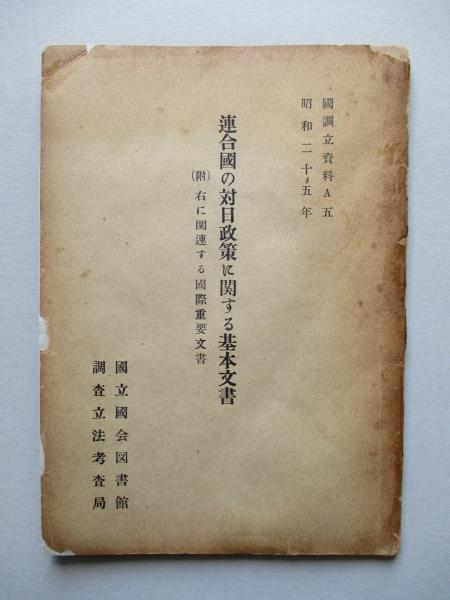 國調立資料A五
昭和二十五年
連合國の対日政策に関する基本文書
(附)右に関連する國際重要文書
國立國会図書館
調査立法考査局